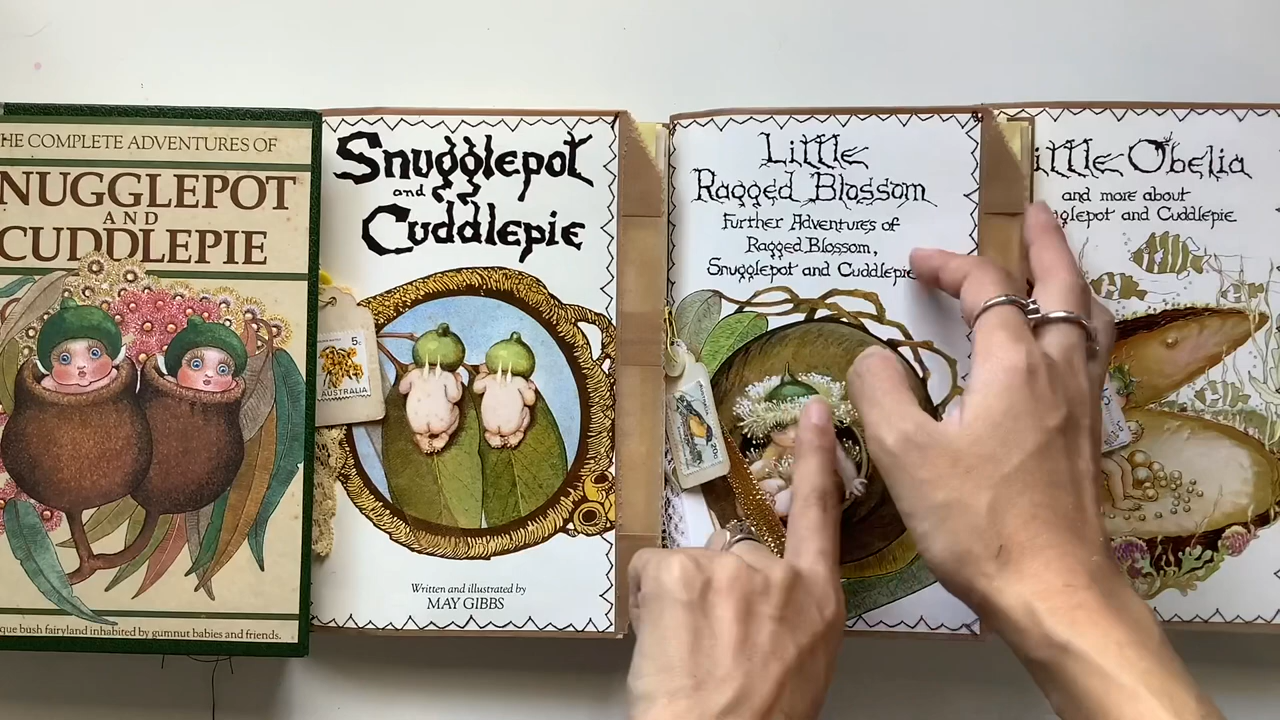 THE COMPLETE ADVENTURES OF
SNUGGLEPOT
AND
CUDDLEPIE
que bush fairyland inhabited by gumnut babies and friends.
Snugglepot
and
Cuddlepie
5c
AUSTRALIA
Written and illustrated by
MAY GIBBS
Little
Ragged Blossom
Further Adventures of
Ragged Blossom,
Snugglepot and Cuddlepie
20c
ittle Obelia
and more about
gglepot and Cuddlepie